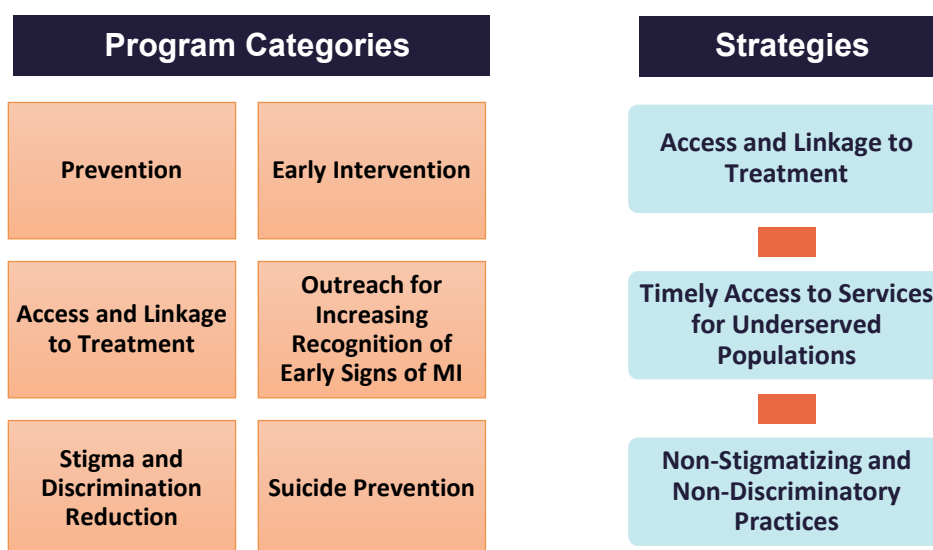 Program Categories
Strategies
Prevention
Early Intervention
Access and Linkage
to Treatment
Outreach for
Increasing
Recognition of
Early Signs of MI
Stigma and
Discrimination
Reduction
Suicide Prevention
Access and Linkage to
Treatment
Timely Access to Services
for Underserved
Populations
Non-Stigmatizing and
Non-Discriminatory
Practices